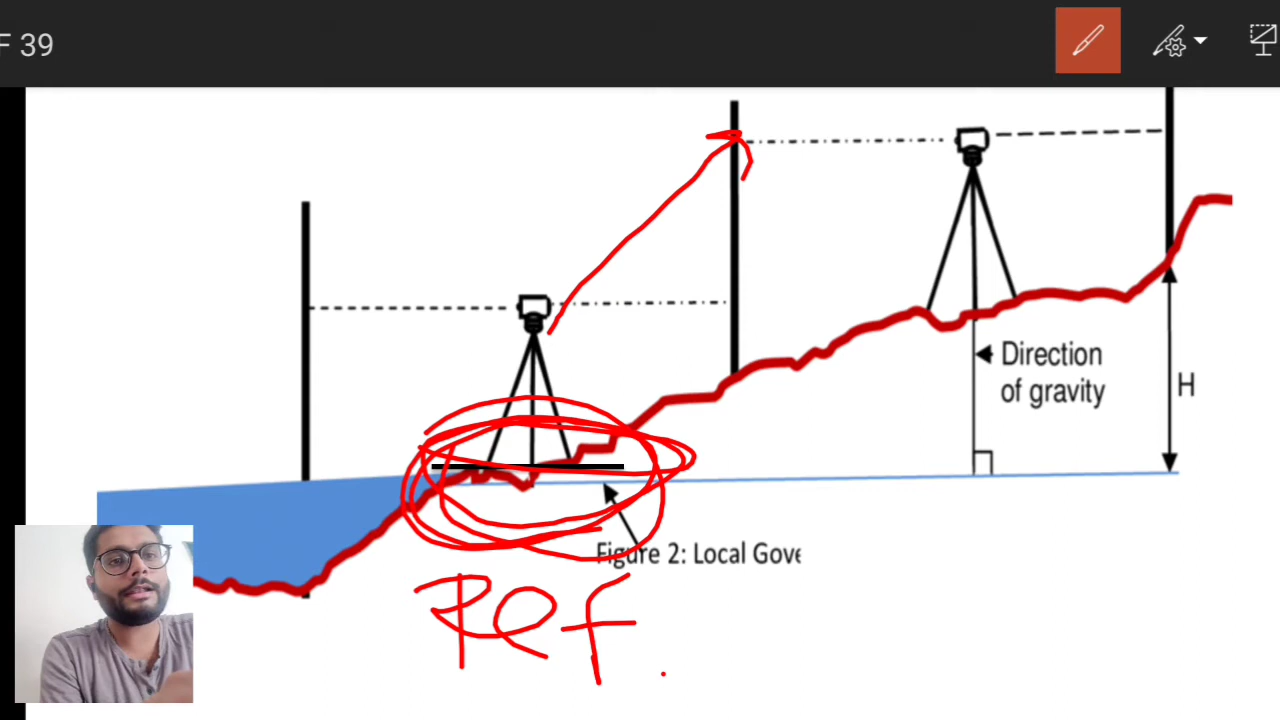 F 39
Direction
of gravity
H
Figure 2: Local Gove
Ref.